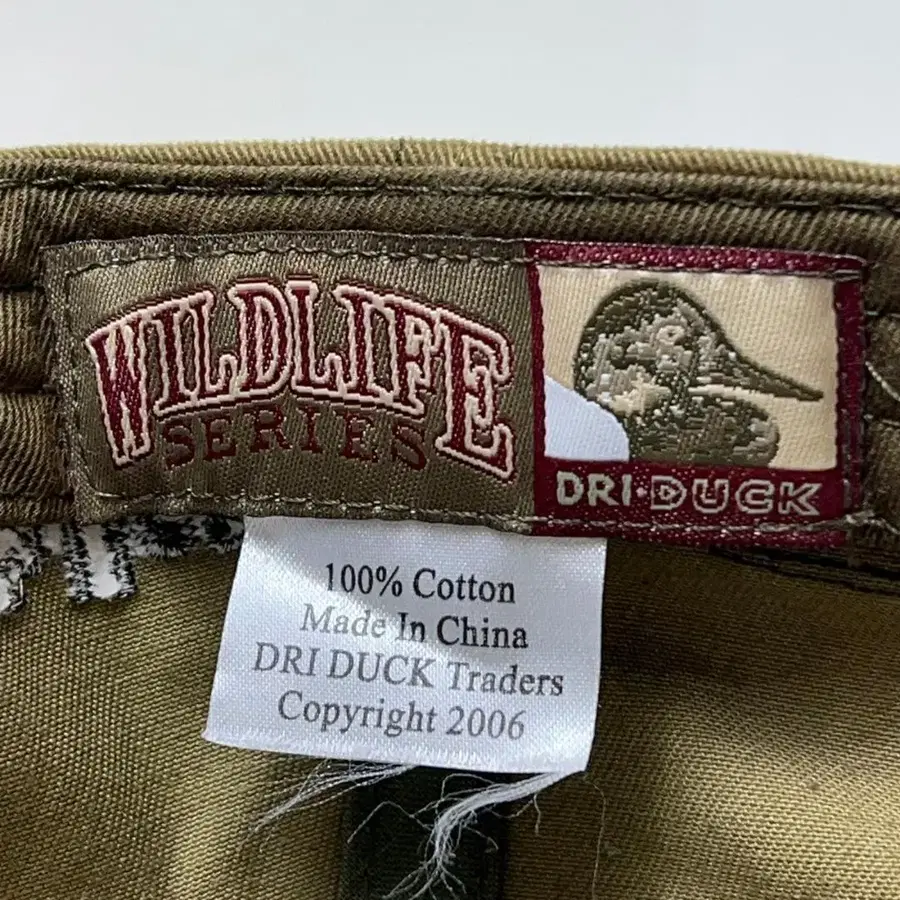 WILDLIFE
SERIES
DRI·DUCK
100% Cotton
Made In China
DRI DUCK Traders
Copyright 2006